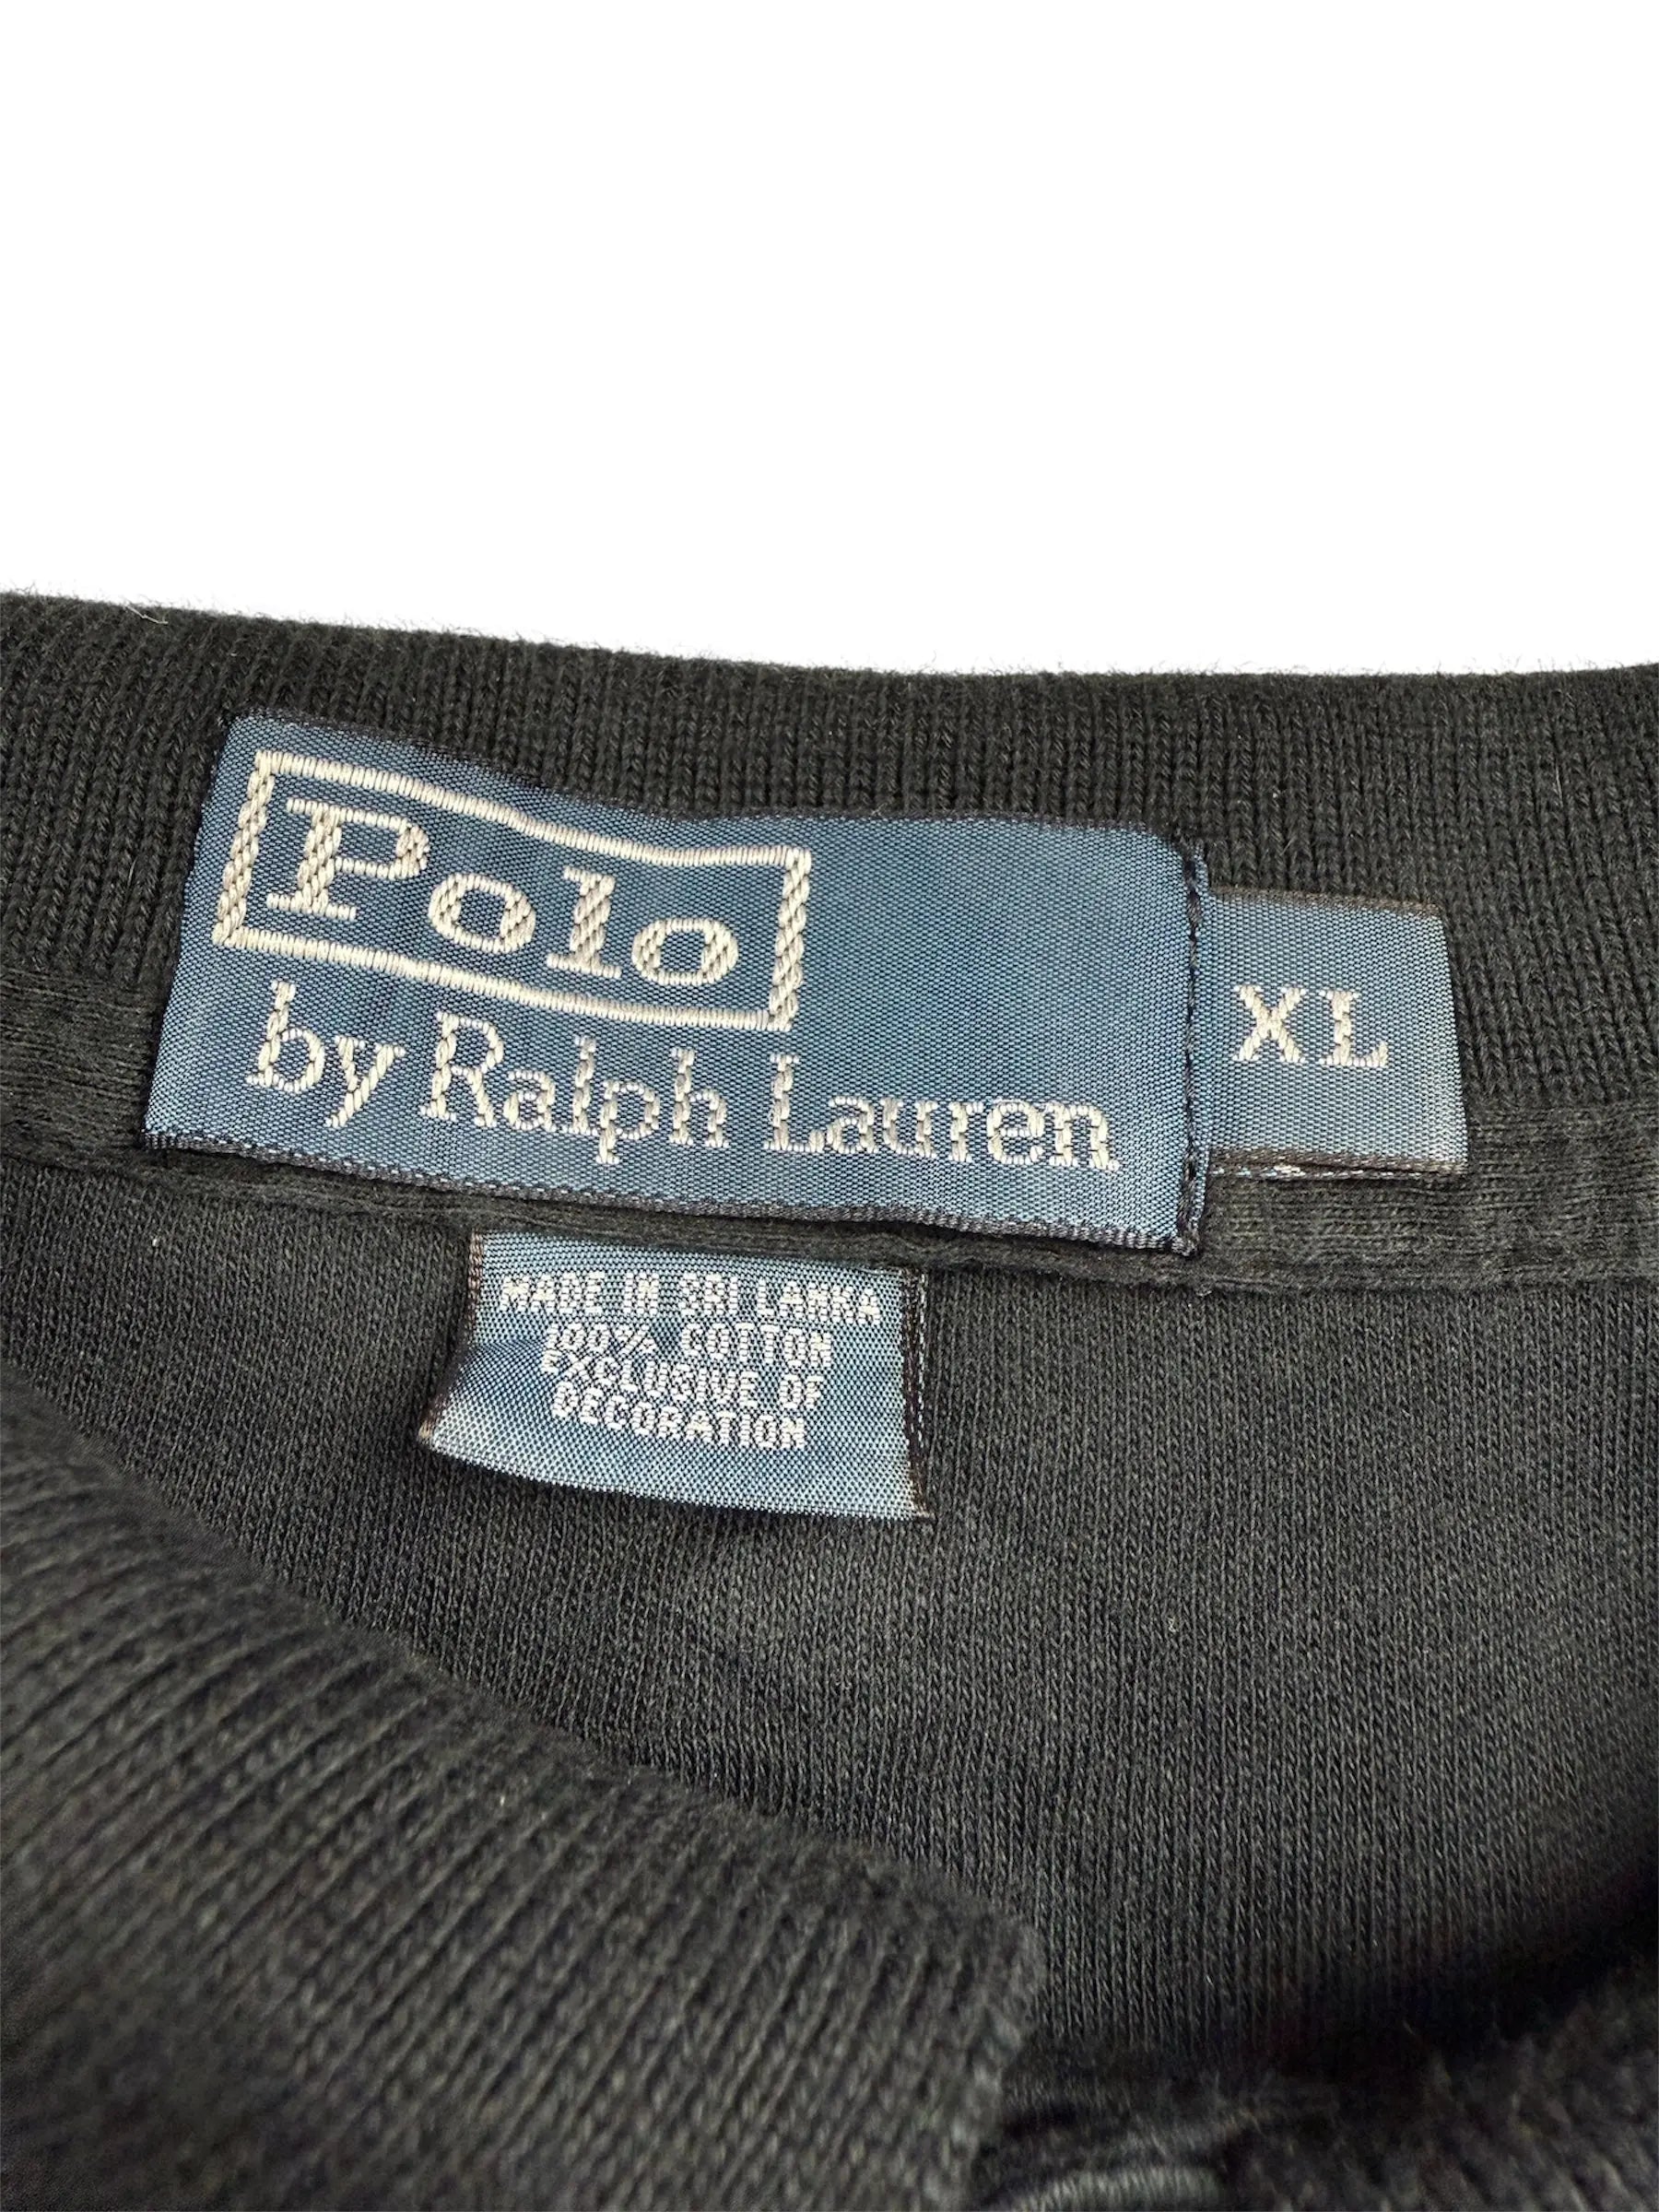 Polo
by Ralph Lauren
XL
MADE IN SRI LANKA
100% COTTON
EXCLUSIVE OF
DECORATION